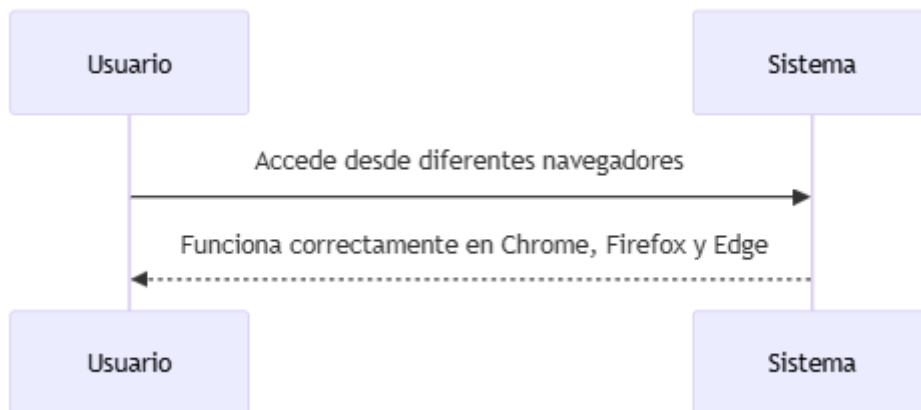 Usuario
Sistema
Accede desde diferentes navegadores
Funciona correctamente en Chrome, Firefox y Edge
Usuario
Sistema